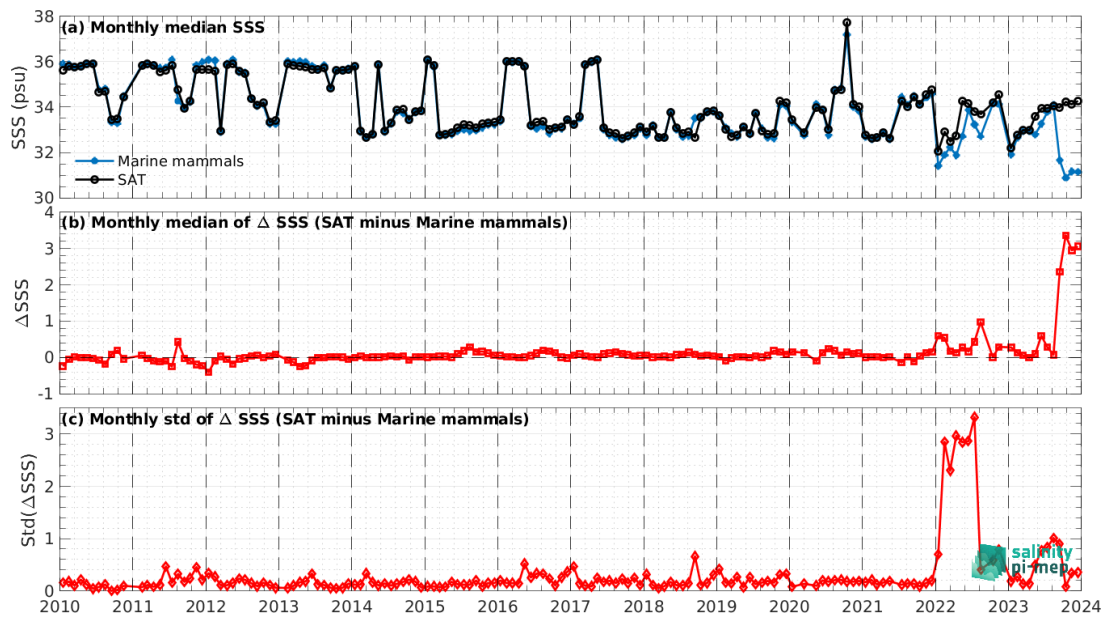 (a) Monthly median SSS
38
36
34
32
30
SSS (psu)
Marine mammals
SAT
(b) Monthly median of Δ SSS (SAT minus Marine mammals)
4
3
2
1
0
-1
ΔSSS
(c) Monthly std of Δ SSS (SAT minus Marine mammals)
3
2
1
0
Std(ΔSSS)
salinity
pi-mep
2010 2011 2012 2013 2014 2015 2016 2017 2018 2019 2020 2021 2022 2023 2024